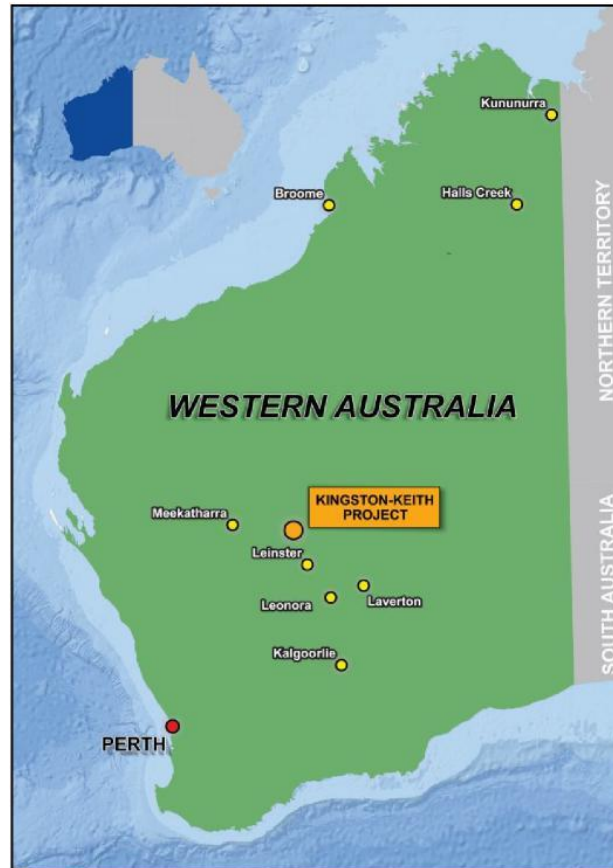 Kununurra
Broome
Halls Creek
NORTHERN TERRITORY
WESTERN AUSTRALIA
KINGSTON-KEITH
PROJECT
Meekatharra
Leinster
Laverton
Leonora
SOUTH AUSTRALIA
Kalgoorlie
PERTH